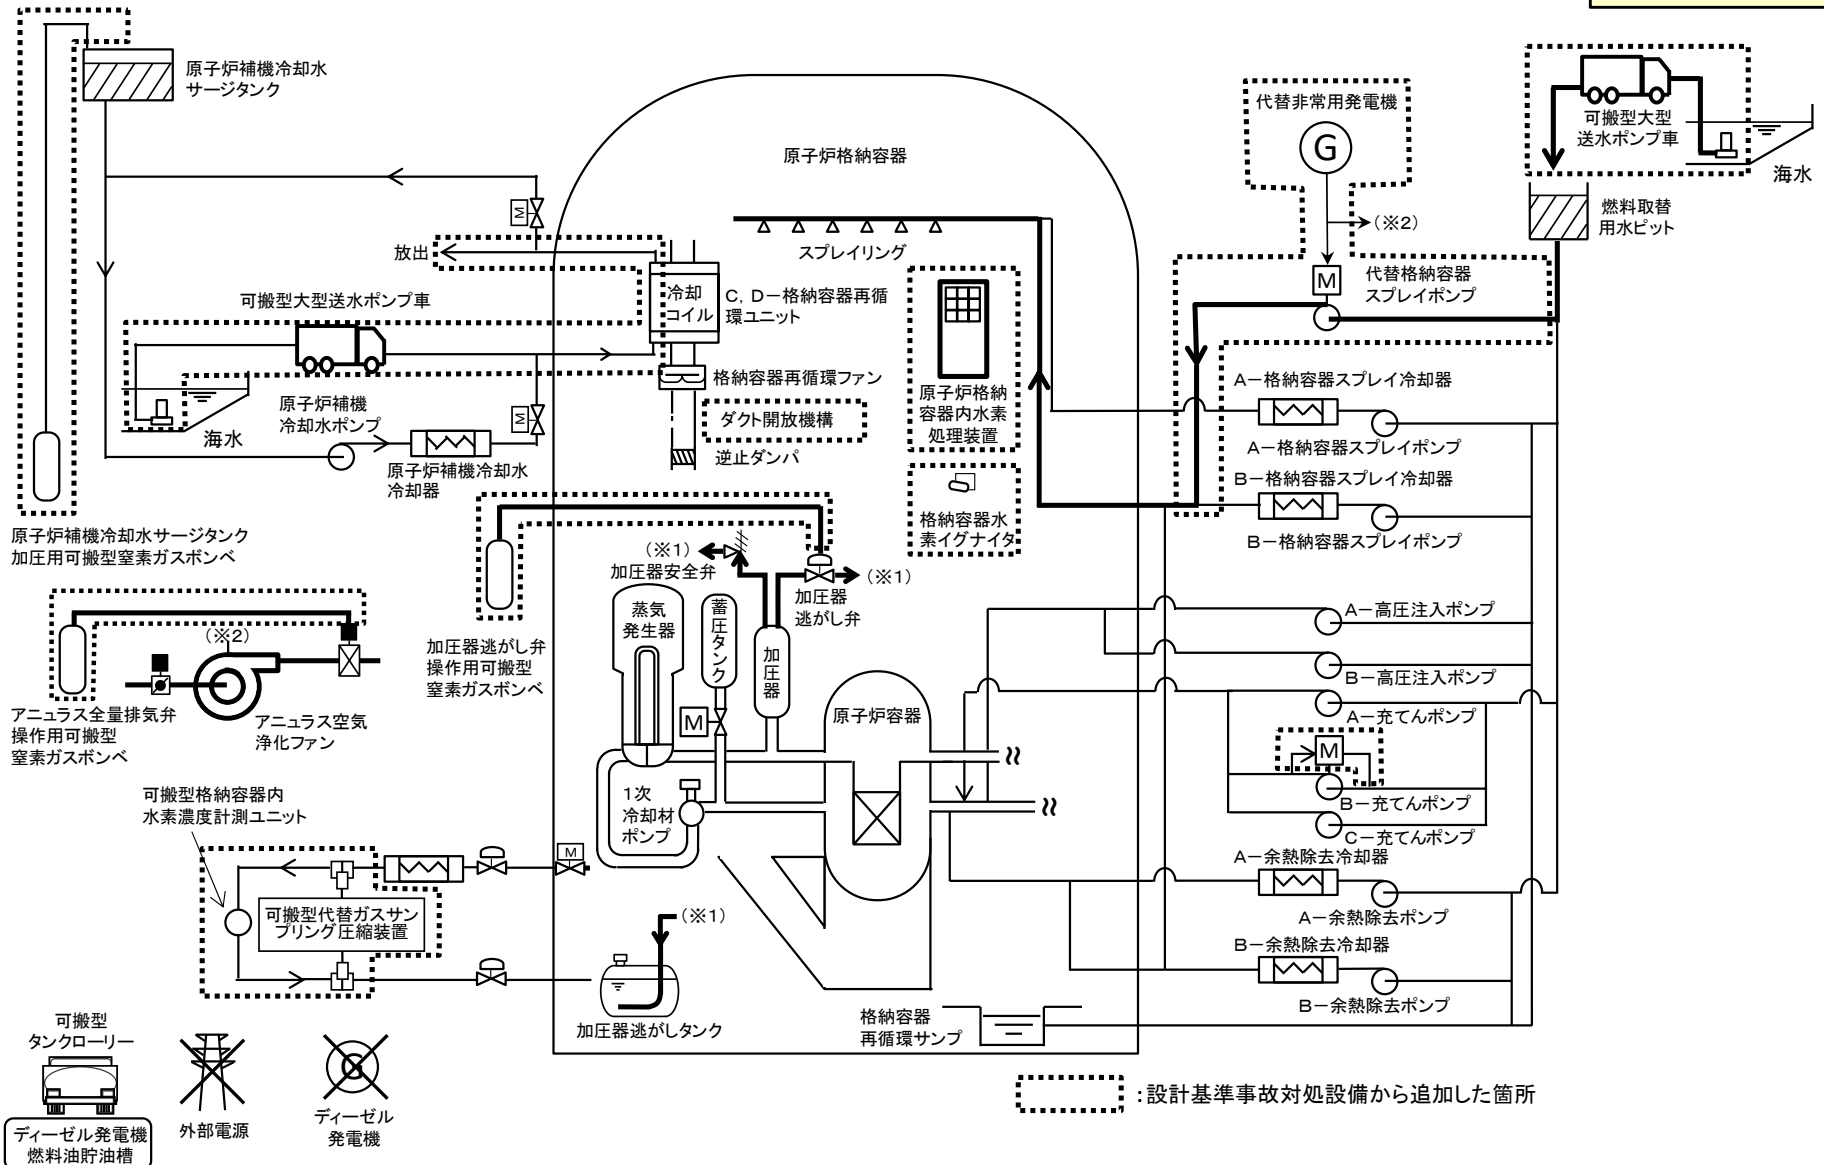 原子炉補機冷却水
サージタンク
原子炉格納容器
代替非常用発電機
G
(※2)
M
代替格納容器
スプレイポンプ
可搬型大型
送水ポンプ車
海水
燃料取替
用水ピット
M
放出
スプレイリング
冷却
コイル
C, D-格納容器再循
環ユニット
可搬型大型送水ポンプ車
格納容器再循環ファン
ダクト開放機構
逆止ダンパ
原子炉格納
容器内水素
処理装置
格納容器水
素イグナイタ
原子炉補機
冷却水ポンプ
海水
M
原子炉補機冷却水
冷却器
原子炉補機冷却水サージタンク
加圧用可搬型窒素ガスボンベ
A-格納容器スプレイ冷却器
A-格納容器スプレイポンプ
B-格納容器スプレイ冷却器
B-格納容器スプレイポンプ
(※1)
加圧器安全弁
(※1)
加圧器
逃がし弁
加圧器逃がし弁
操作用可搬型
窒素ガスボンベ
蒸気
発生器
蓄圧タンク
加圧器
原子炉容器
M
1次
冷却材
ポンプ
(※2)
アニュラス全量排気弁
操作用可搬型
窒素ガスボンベ
アニュラス空気
浄化ファン
A-高圧注入ポンプ
B-高圧注入ポンプ
A-充てんポンプ
M
B-充てんポンプ
C-充てんポンプ
A-余熱除去冷却器
A-余熱除去ポンプ
B-余熱除去冷却器
B-余熱除去ポンプ
可搬型格納容器内
水素濃度計測ユニット
M
可搬型代替ガスサン
プリング圧縮装置
(※1)
加圧器逃がしタンク
格納容器
再循環サンプ
可搬型
タンクローリー
ディーゼル発電機
燃料油貯油槽
外部電源
G
ディーゼル
発電機
:設計基準事故対処設備から追加した箇所